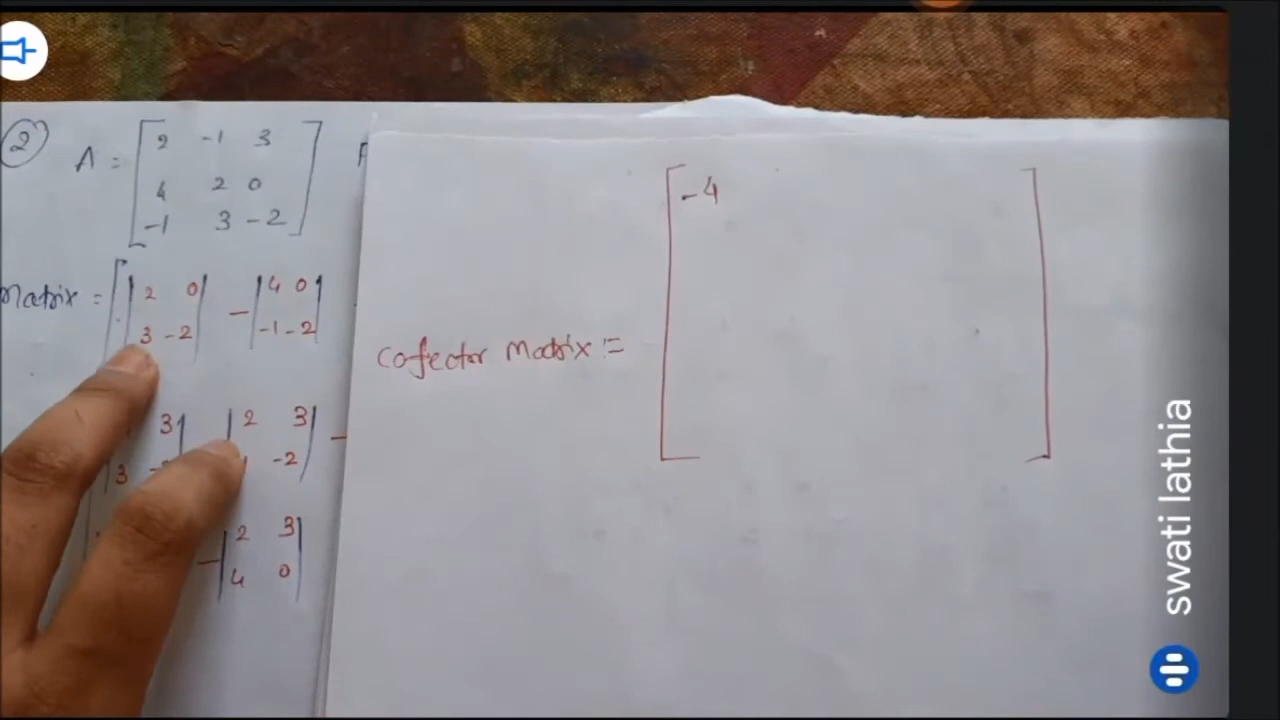 2 A = 2 -1 3
4 2 0
-1 3 -2
Matrix = 2 0 - 4 0
3 -2 -1 -2
3 2 3 -
3 -2
2 3
- 4 0
-4
cofector Matrix :=
swati lathia